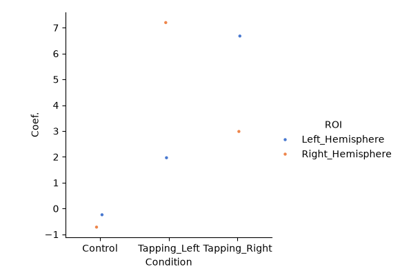 7
6
5
4
3
2
1
0
−1
Coef.
Control Tapping_Left Tapping_Right
Condition
ROI
Left_Hemisphere
Right_Hemisphere